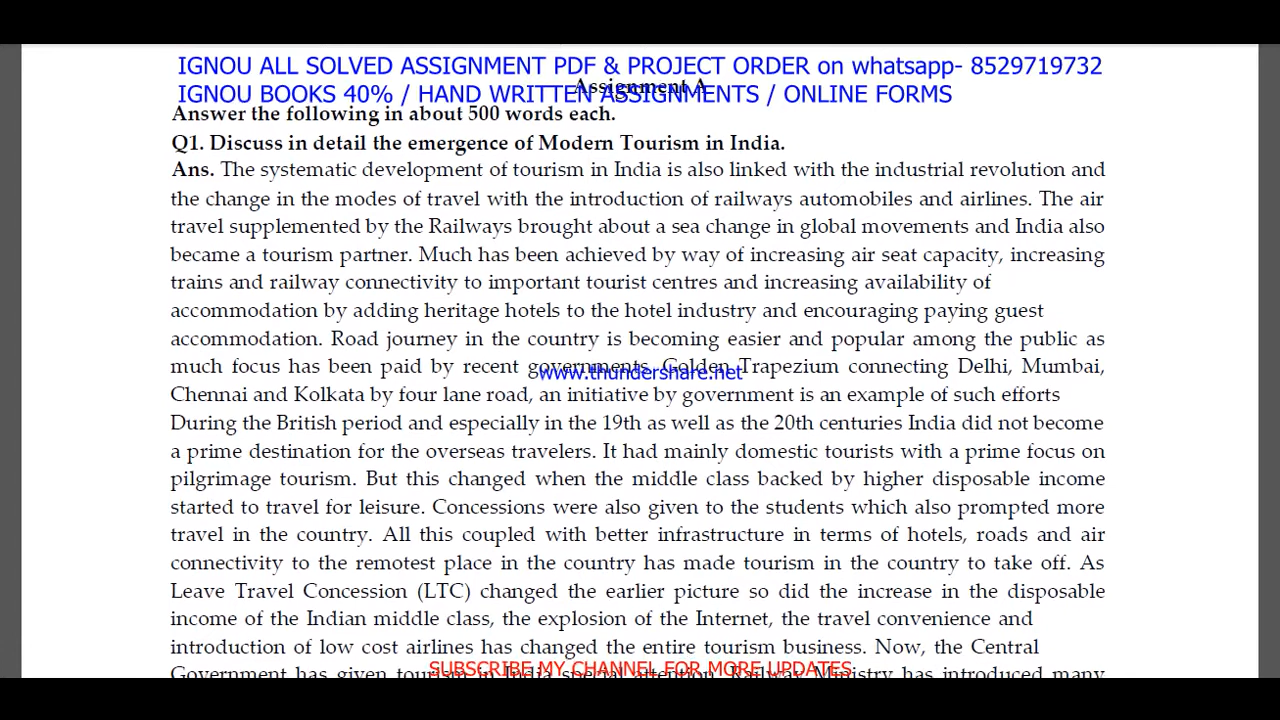 IGNOU ALL SOLVED ASSIGNMENT PDF & PROJECT ORDER on whatsapp- 8529719732
Assignment A
IGNOU BOOKS 40% / HAND WRITTEN ASSIGNMENTS / ONLINE FORMS
Answer the following in about 500 words each.
Q1. Discuss in detail the emergence of Modern Tourism in India.
Ans. The systematic development of tourism in India is also linked with the industrial revolution and
the change in the modes of travel with the introduction of railways automobiles and airlines. The air
travel supplemented by the Railways brought about a sea change in global movements and India also
became a tourism partner. Much has been achieved by way of increasing air seat capacity, increasing
trains and railway connectivity to important tourist centres and increasing availability of
accommodation by adding heritage hotels to the hotel industry and encouraging paying guest
accommodation. Road journey in the country is becoming easier and popular among the public as
much focus has been paid by recent governments. Golden Trapezium connecting Delhi, Mumbai,
www.thundershare.net
Chennai and Kolkata by four lane road, an initiative by government is an example of such efforts
During the British period and especially in the 19th as well as the 20th centuries India did not become
a prime destination for the overseas travelers. It had mainly domestic tourists with a prime focus on
pilgrimage tourism. But this changed when the middle class backed by higher disposable income
started to travel for leisure. Concessions were also given to the students which also prompted more
travel in the country. All this coupled with better infrastructure in terms of hotels, roads and air
connectivity to the remotest place in the country has made tourism in the country to take off. As
Leave Travel Concession (LTC) changed the earlier picture so did the increase in the disposable
income of the Indian middle class, the explosion of the Internet, the travel convenience and
introduction of low cost airlines has changed the entire tourism business. Now, the Central
Government has given tourism in India special attention. Railway Ministry has introduced many
SUBSCRIBE MY CHANNEL FOR MORE UPDATES